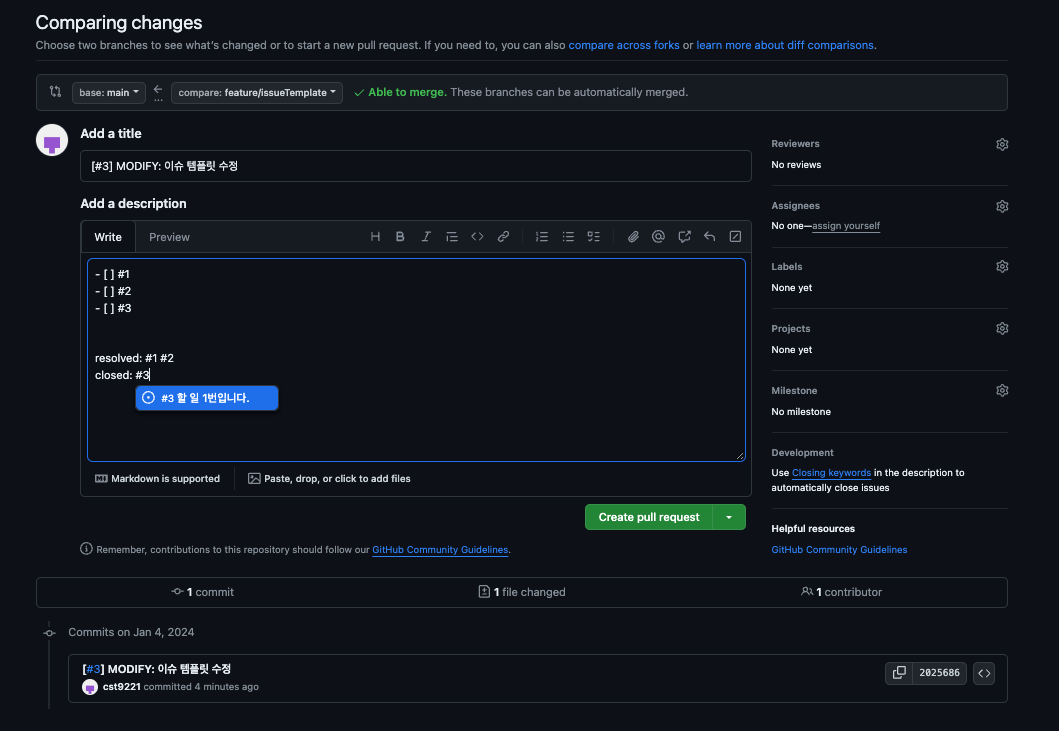 Comparing changes
Choose two branches to see what's changed or to start a new pull request. If you need to, you can also compare across forks or learn more about diff comparisons.
base: main
compare: feature/issueTemplate
Able to merge. These branches can be automatically merged.
Add a title
[#3] MODIFY: 이슈 템플릿 수정
Add a description
Write
Preview
- [ ] #1
- [ ] #2
- [ ] #3
resolved: #1 #2
closed: #3
#3 할 일 1번입니다.
Markdown is supported
Paste, drop, or click to add files
Create pull request
Remember, contributions to this repository should follow our GitHub Community Guidelines.
Reviewers
No reviews
Assignees
No one—assign yourself
Labels
None yet
Projects
None yet
Milestone
No milestone
Development
Use Closing keywords in the description to
automatically close issues
Helpful resources
GitHub Community Guidelines
1 commit
1 file changed
1 contributor
Commits on Jan 4, 2024
[#3] MODIFY: 이슈 템플릿 수정
cst9221 committed 4 minutes ago
2025686